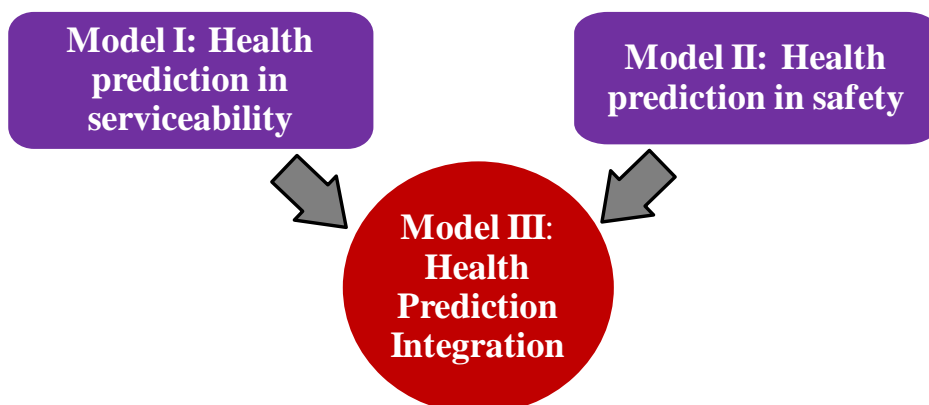 Model I: Health
prediction in
serviceability
Model II: Health
prediction in safety
Model III:
Health
Prediction
Integration